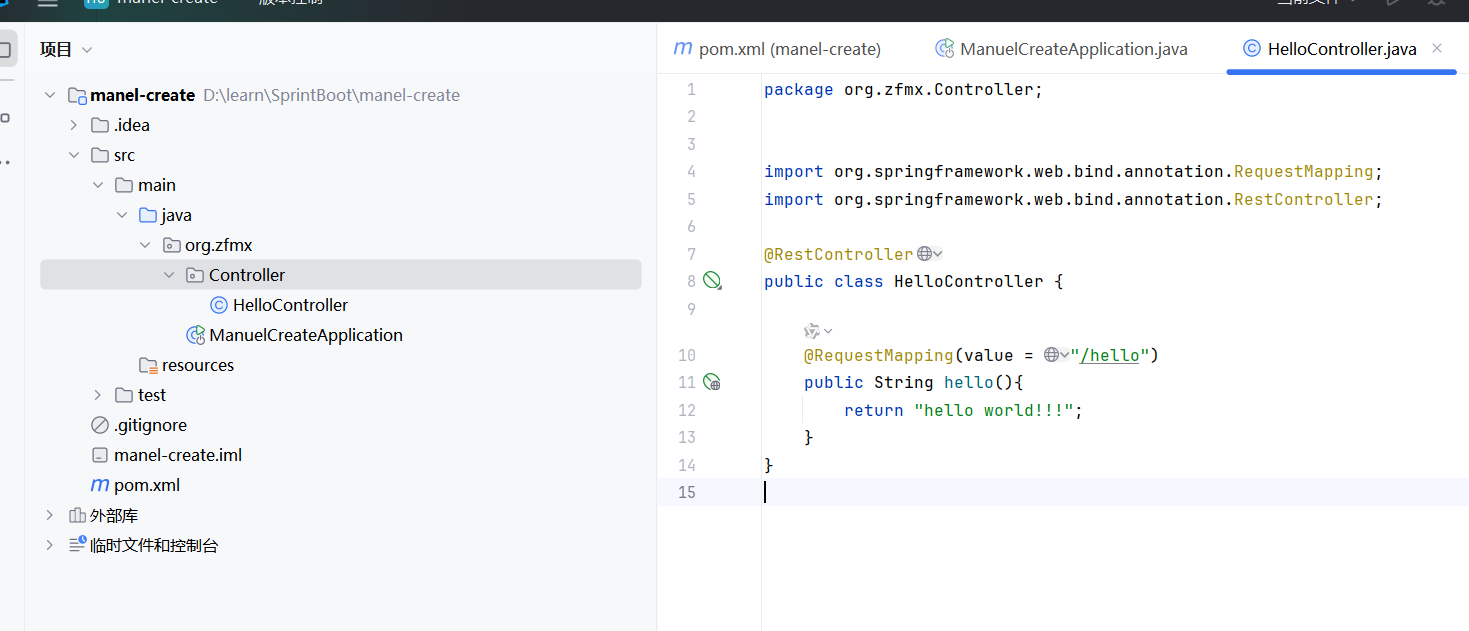 manel-create
版本控制
当前文件
项目
manel-create D:\learn\SprintBoot\manel-create
.idea
src
main
java
org.zfmx
Controller
HelloController
ManuelCreateApplication
resources
test
.gitignore
manel-create.iml
m pom.xml
外部库
临时文件和控制台
m pom.xml (manel-create) ManuelCreateApplication.java HelloController.java
1 package org.zfmx.Controller;
2
3
4 import org.springframework.web.bind.annotation.RequestMapping;
5 import org.springframework.web.bind.annotation.RestController;
6
7 @RestController
8 public class HelloController {
9
10 @RequestMapping(value = "/hello")
11 public String hello(){
12 return "hello world!!!";
13 }
14 }
15